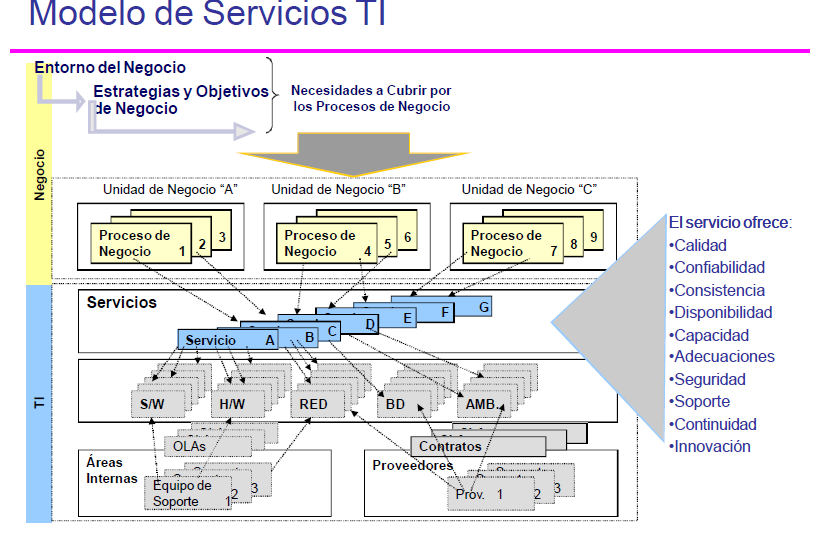 Modelo de Servicios TI
Entorno del Negocio
Estrategias y Objetivos
de Negocio
Necesidades a Cubrir por
los Procesos de Negocio
Negocio
Unidad de Negocio “A”
Unidad de Negocio “B”
Unidad de Negocio “C”
Proceso de
Negocio 1
2
3
Proceso de
Negocio 4
5
6
Proceso de
Negocio 7
8
9
TI
Servicios
Servicio A
B
C
D
E
F
G
S/W
H/W
RED
BD
AMB.
OLAs
Contratos
Áreas
Internas
Equipo de
Soporte 1
2
3
Proveedores
Prov. 1
2
3
El servicio ofrece:
•Calidad
•Confiabilidad
•Consistencia
•Disponibilidad
•Capacidad
•Adecuaciones
•Seguridad
•Soporte
•Continuidad
•Innovación